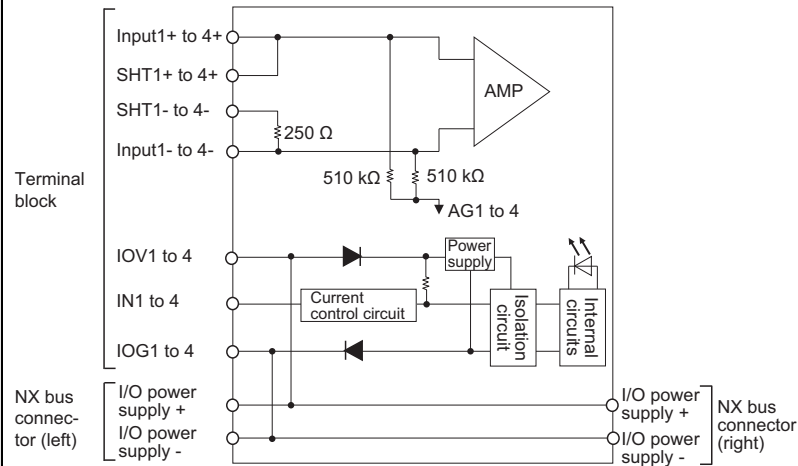 Input1+ to 4+
SHT1+ to 4+
SHT1- to 4-
Input1- to 4-
250 Ω
510 kΩ
510 kΩ
AG1 to 4
AMP
Terminal
block
IOV1 to 4
IN1 to 4
IOG1 to 4
Current
control circuit
Power
supply
Isolation
circuit
Internal
circuits
NX bus
connec-
tor (left)
I/O power
supply +
I/O power
supply -
I/O power
supply +
I/O power
supply -
NX bus
connector
(right)